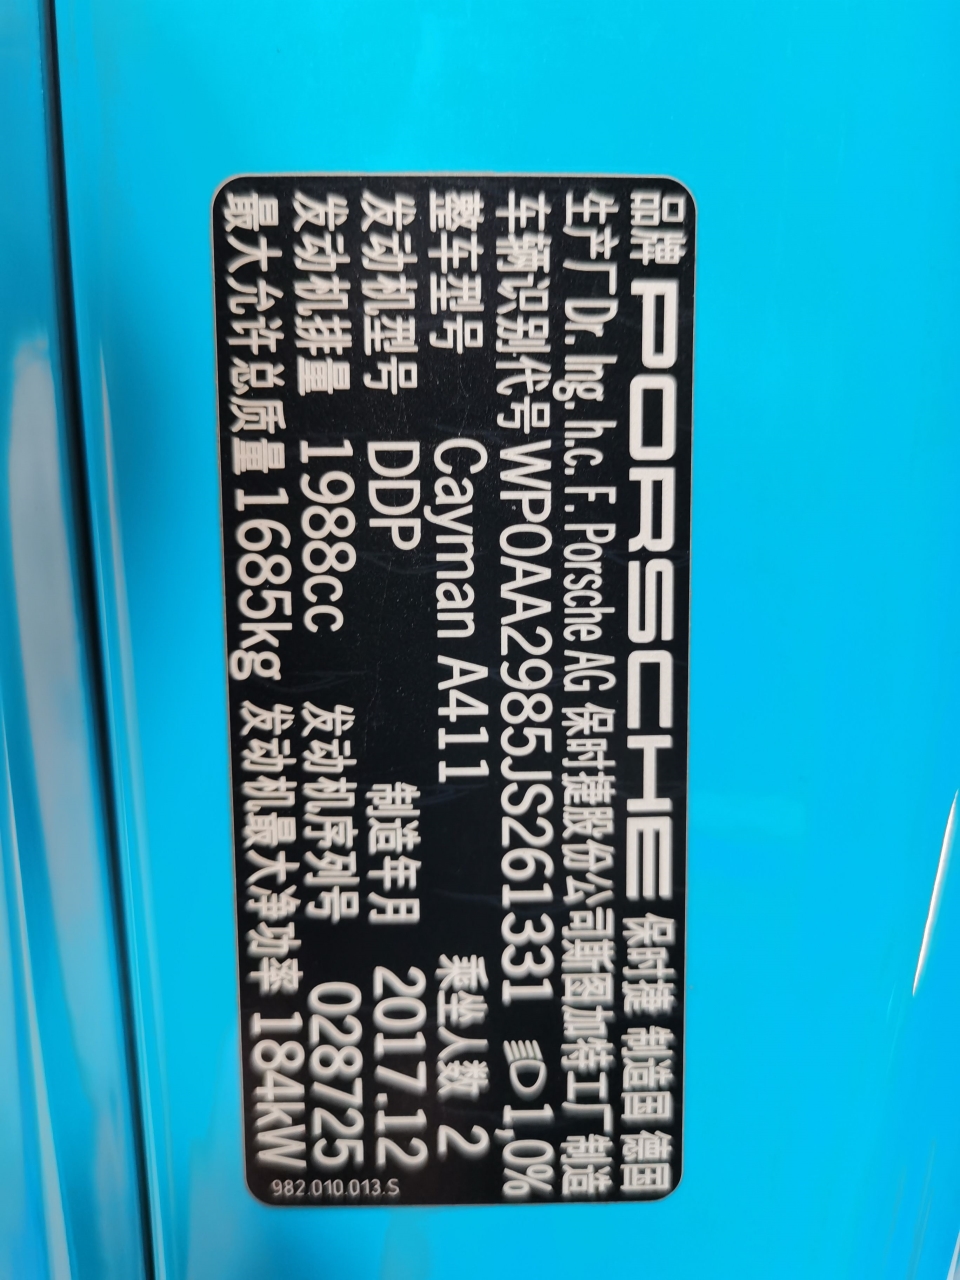 品牌 PORSCHE 保时捷 制造国 德国
生产厂 Dr. Ing. h.c. F. Porsche AG 保时捷股份公司斯图加特工厂 制造
车辆识别代号 WP0AA2985JS261331 1,0%
整车型号 Cayman A411 乘坐人数 2
发动机型号 DDP 制造年月 2017.12
发动机排量 1988cc 发动机序列号 028725
最大允许总质量 1685kg 发动机最大净功率 184kW
982.010.013.S